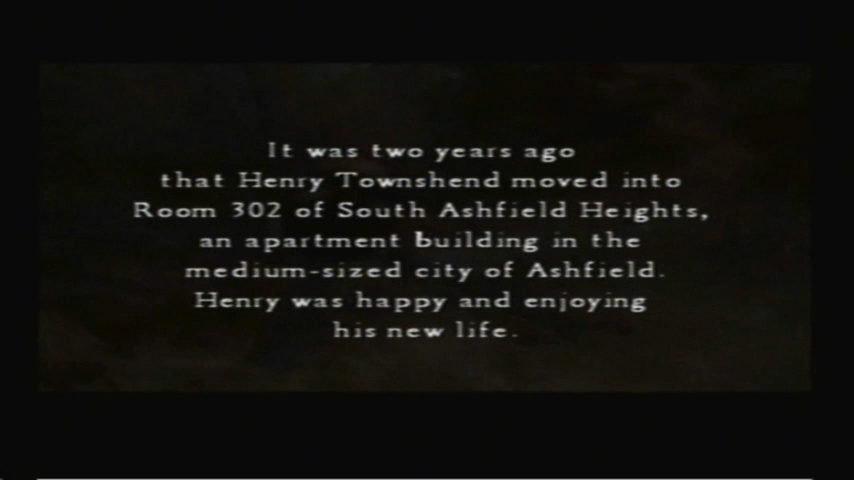 It was two years ago
that Henry Townshend moved into
Room 302 of South Ashfield Heights,
an apartment building in the
medium-sized city of Ashfield.
Henry was happy and enjoying
his new life.